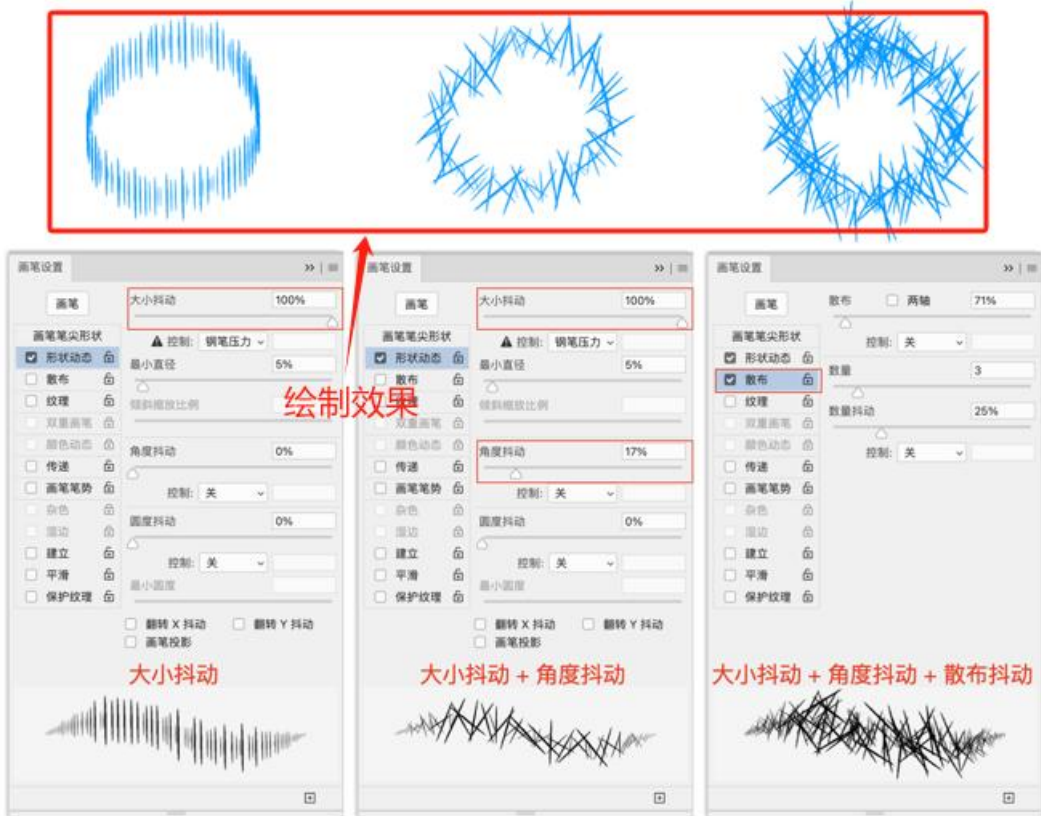 画笔设置
画笔
大小抖动 100%
画笔笔尖形状
控制: 钢笔压力
形状动态
最小直径 5%
散布
纹理
倾斜缩放比例
双重画笔
颜色动态
角度抖动 0%
传递
画笔笔势
控制: 关
杂色
圆度抖动 0%
湿边
建立
控制: 关
平滑
最小圆度
保护纹理
翻转 X 抖动 翻转 Y 抖动
画笔投影
大小抖动
绘制效果
画笔设置
画笔
大小抖动 100%
画笔笔尖形状
控制: 钢笔压力
形状动态
最小直径 5%
散布
倾斜缩放比例
双重画笔
颜色动态
角度抖动 17%
传递
画笔笔势
控制: 关
杂色
圆度抖动 0%
湿边
建立
控制: 关
平滑
最小圆度
保护纹理
翻转 X 抖动 翻转 Y 抖动
画笔投影
大小抖动 + 角度抖动
画笔设置
画笔
散布 两轴 71%
画笔笔尖形状
控制: 关
形状动态
数量 3
散布
纹理
数量抖动 25%
双重画笔
颜色动态
控制: 关
传递
画笔笔势
杂色
湿边
建立
平滑
保护纹理
大小抖动 + 角度抖动 + 散布抖动